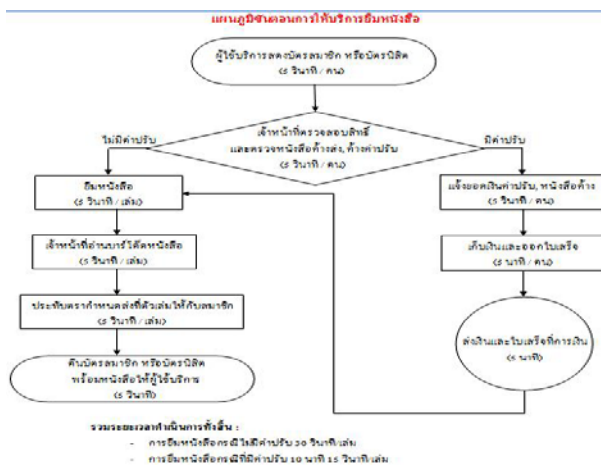 แผนภูมิขั้นตอนการให้บริการยืมหนังสือ
ผู้ใช้บริการแสดงบัตรสมาชิก หรือบัตรนิสิต
(5 วินาที / คน)
ไม่มีค่าปรับ
เจ้าหน้าที่ตรวจสอบสิทธิ์
และตรวจหนังสือค้างส่ง, ค้างค่าปรับ
(5 วินาที / คน)
มีค่าปรับ
ยืมหนังสือ
(5 วินาที / เล่ม)
แจ้งยอดเงินค่าปรับ, หนังสือค้าง
(5 วินาที / คน)
เจ้าหน้าที่อ่านบาร์โค๊ดหนังสือ
(5 วินาที / เล่ม)
เก็บเงินและออกใบเสร็จ
(5 นาที / คน)
ประทับตรากำหนดส่งที่ตัวเล่มให้กับสมาชิก
(5 วินาที / เล่ม)
ส่งเงินและใบเสร็จที่การเงิน
(5 นาที)
คืนบัตรสมาชิก หรือบัตรนิสิต
พร้อมหนังสือให้ผู้ใช้บริการ
(5 วินาที)
รวมระยะเวลาดำเนินการทั้งสิ้น :
- การยืมหนังสือกรณีไม่มีค่าปรับ 30 วินาที/เล่ม
- การยืมหนังสือกรณีที่มีค่าปรับ 10 นาที 15 วินาที/เล่ม